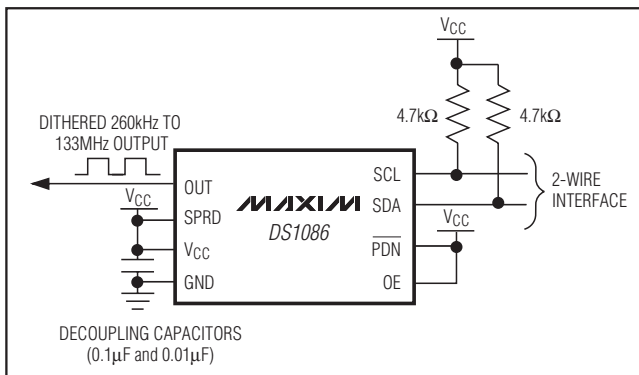 VCC
4.7kΩ
4.7kΩ
DITHERED 260kHz TO
133MHz OUTPUT
OUT
SCL
2-WIRE
INTERFACE
VCC
SPRD
MAXIM
DS1086
SDA
VCC
VCC
PDN
GND
OE
DECOUPLING CAPACITORS
(0.1µF and 0.01µF)